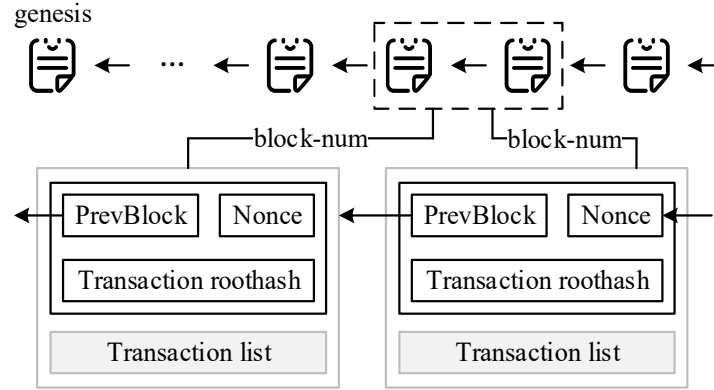 genesis
...
block-num
block-num
PrevBlock
Nonce
PrevBlock
Nonce
Transaction roothash
Transaction roothash
Transaction list
Transaction list